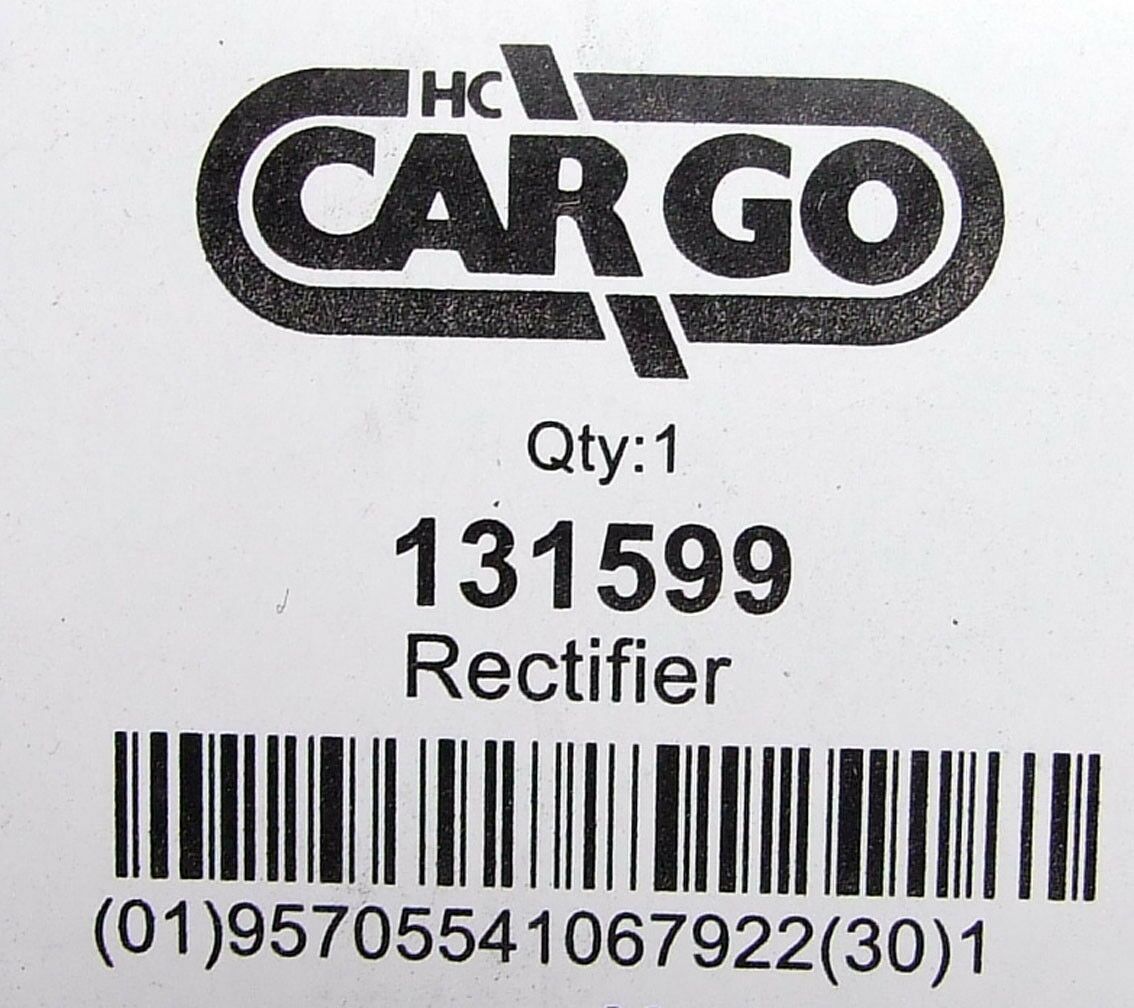 HC
CARGO
Qty:1
131599
Rectifier
(01)95705541067922(30)1